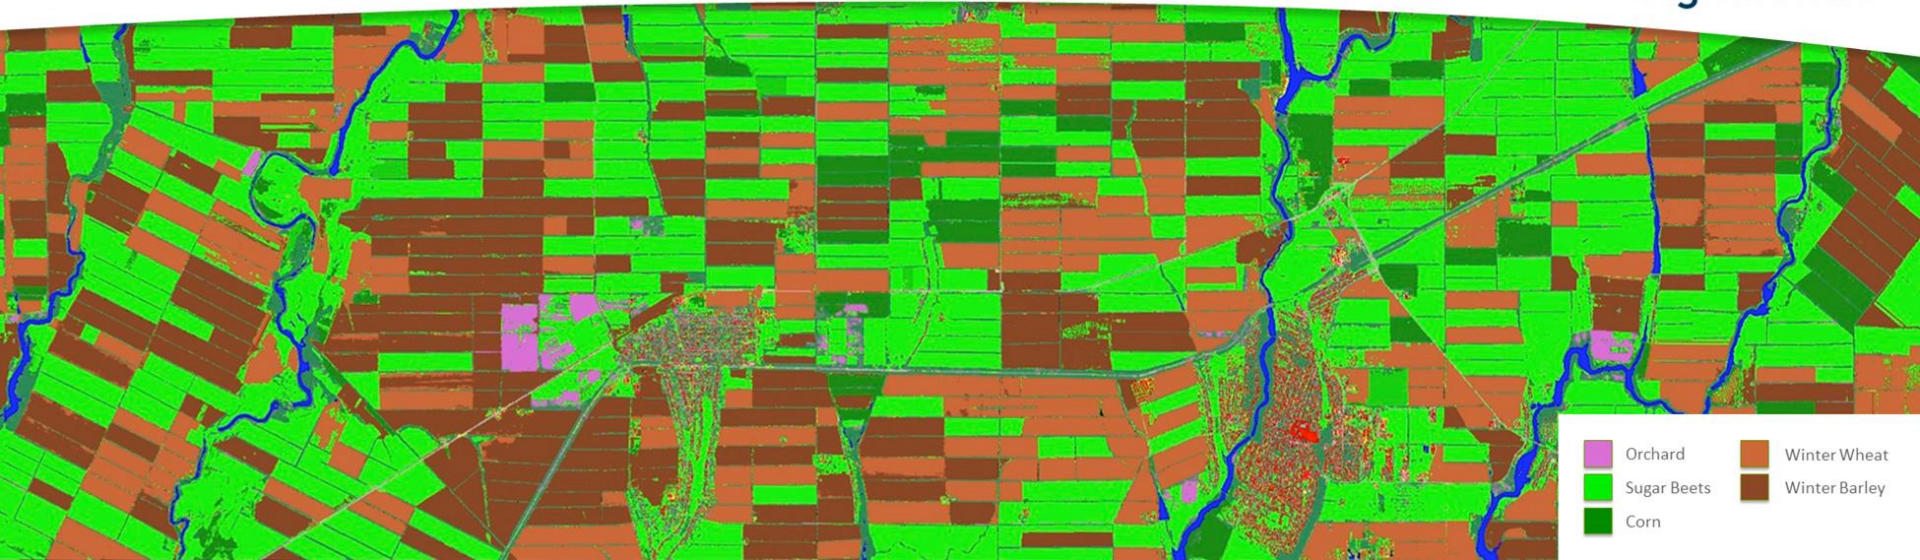 Orchard
Sugar Beets
Corn
Winter Wheat
Winter Barley